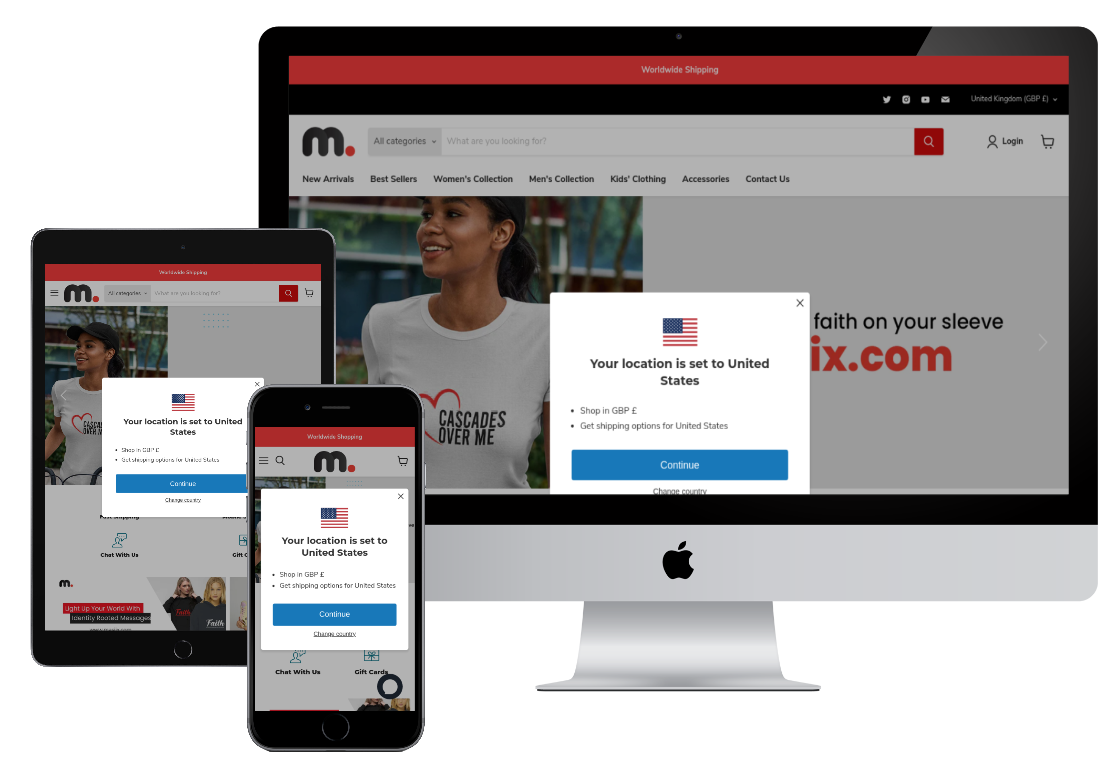 Worldwide Shipping
United Kingdom (GBP £)
m.
All categories
What are you looking for?
Login
New Arrivals
Best Sellers
Women's Collection
Men's Collection
Kids' Clothing
Accessories
Contact Us
CASCADES
OVER ME
faith on your sleeve
ix.com
Your location is set to United
States
Shop in GBP £
Get shipping options for United States
Continue
Change country
Worldwide Shipping
m.
All categories
What are you looking for?
CASCADES
OVER M
Your location is set to United
States
Shop in GBP £
Get shipping options for United States
Continue
Change country
Chat With Us
Gift C
m.
Light Up Your World With
Identity Rooted Messages
Faith
Faith
Worldwide Shopping
m.
Your location is set to
United States
Shop in GBP £
Get shipping options for United States
Continue
Change country
Chat With Us
Gift Cards